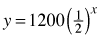 y = 1200(1/2)^x